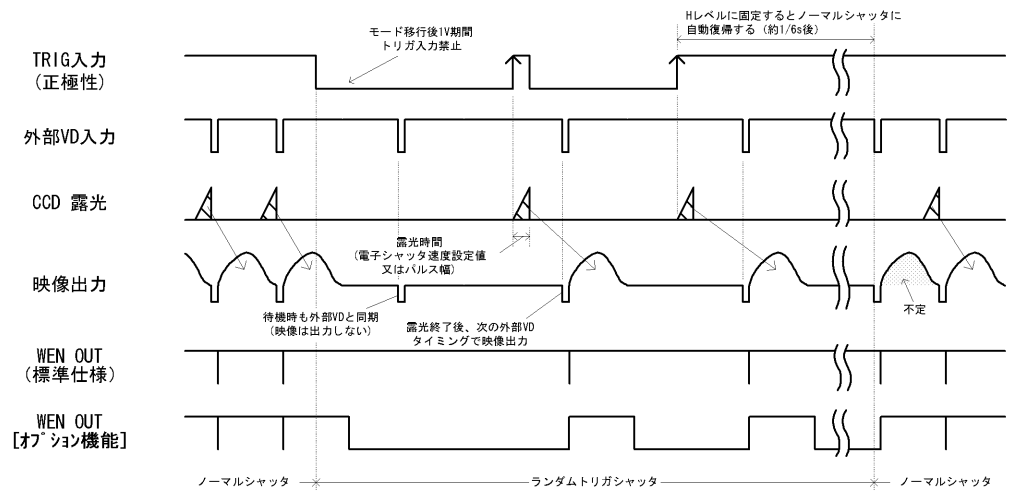 Hレベルに固定するとノーマルシャッタに
自動復帰する（約1/6s後）
モード移行後1V期間
トリガ入力禁止
TRIG入力
（正極性）
外部VD入力
CCD 露光
露光時間
（電子シャッタ速度設定値
又はパルス幅）
映像出力
待機時も外部VDと同期
（映像は出力しない）
露光終了後、次の外部VD
タイミングで映像出力
不定
WEN OUT
（標準仕様）
WEN OUT
[ｵﾌﾟｼｮﾝ機能]
ノーマルシャッタ
ランダムトリガシャッタ
ノーマルシャッタ